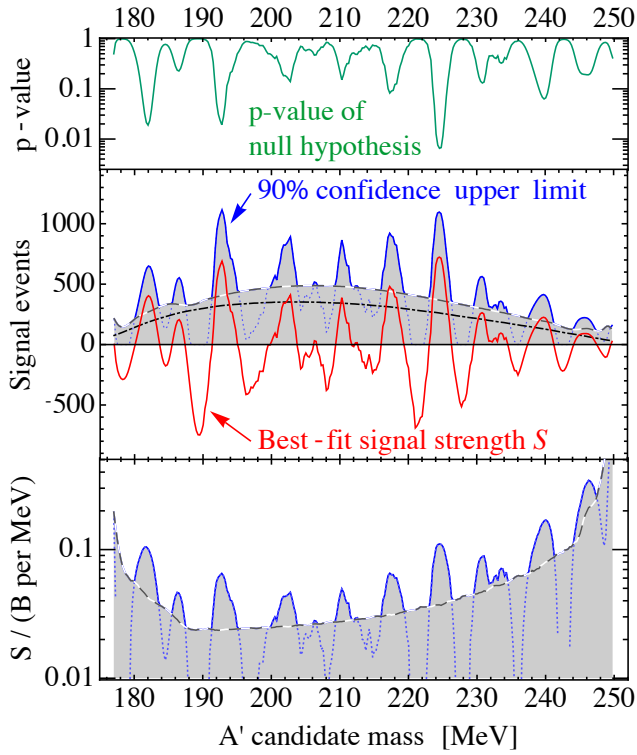 180 190 200 210 220 230 240 250
1
0.1
0.01
p - value
p-value of
null hypothesis
90% confidence upper limit
1000
500
0
-500
Signal events
Best - fit signal strength S
0.1
0.01
S / (B per MeV)
180 190 200 210 220 230 240 250
A' candidate mass [MeV]